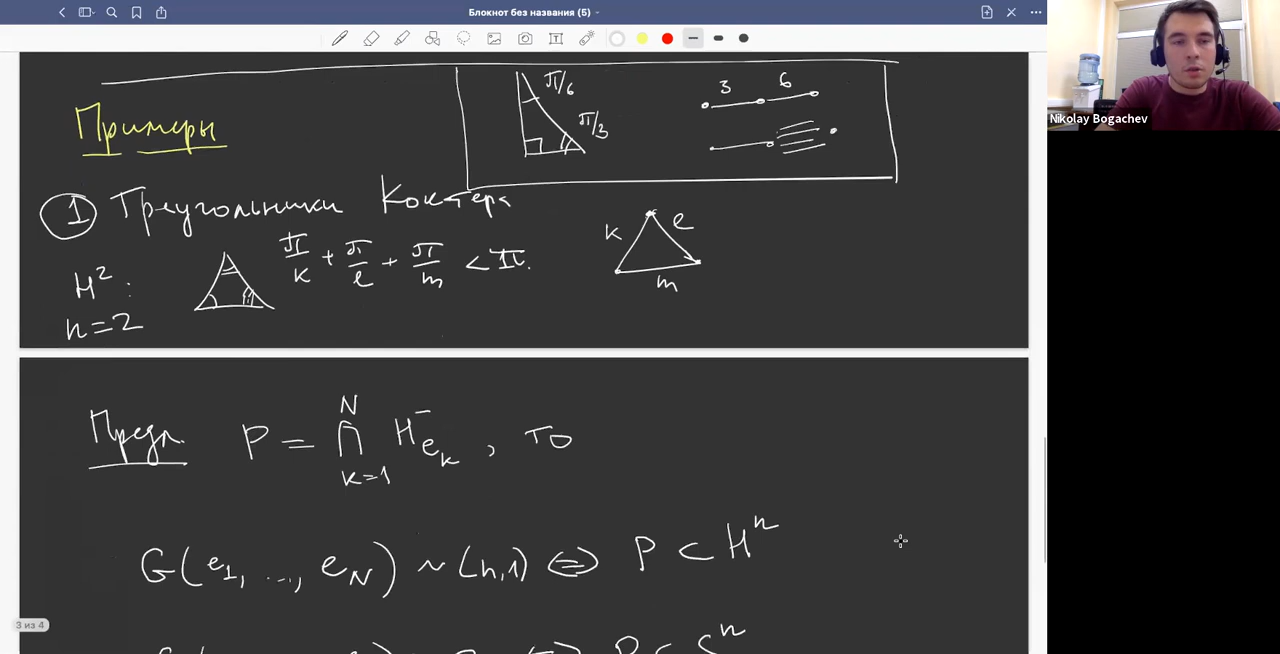 Блокнот без названия (5)
Nikolay Bogachev
π/6
π/3
3 6
Примеры
① Треугольники Кокстера
H² :
n=2
π/k + π/l + π/m < π.
k l
m
Предл. P = ⋂_{k=1}^{N} H⁻_{e_k} , то
G(e₁, ..., e_N) ~ (n,1) ⇔ P ⊂ Hⁿ
3 из 4